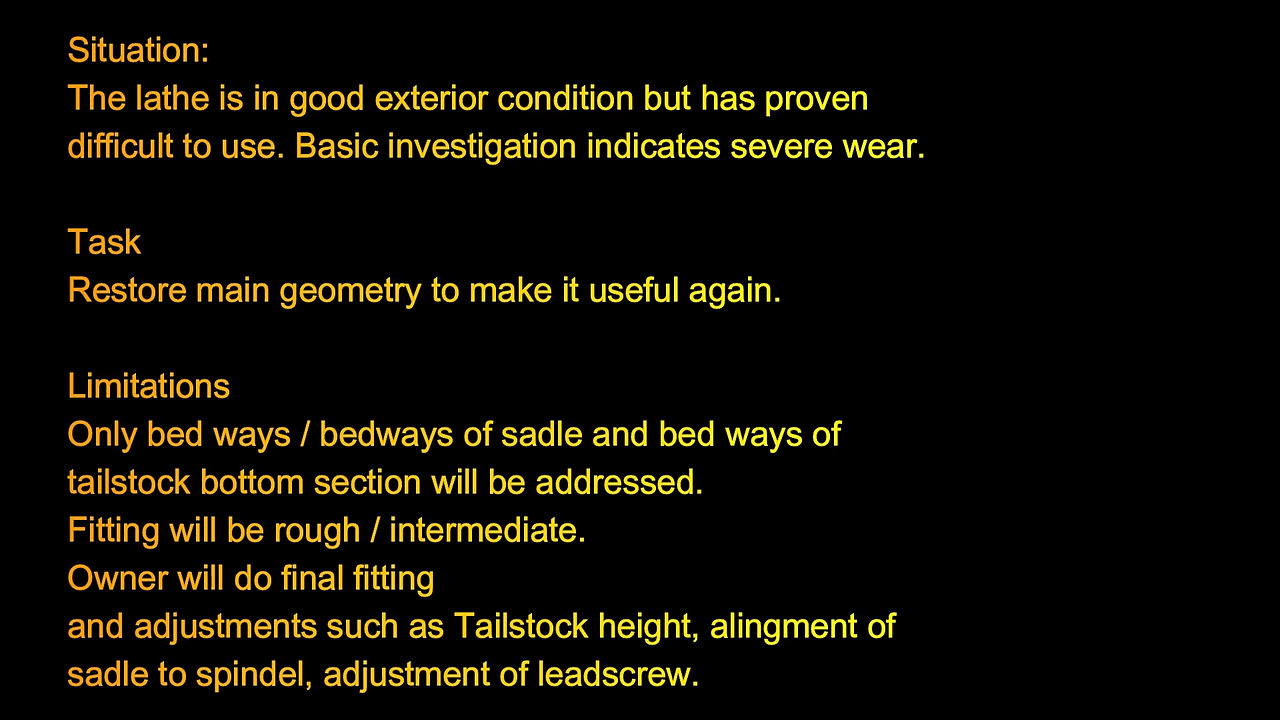 Situation:
The lathe is in good exterior condition but has proven
difficult to use. Basic investigation indicates severe wear.
Task
Restore main geometry to make it useful again.
Limitations
Only bed ways / bedways of sadle and bed ways of
tailstock bottom section will be addressed.
Fitting will be rough / intermediate.
Owner will do final fitting
and adjustments such as Tailstock height, alingment of
sadle to spindel, adjustment of leadscrew.